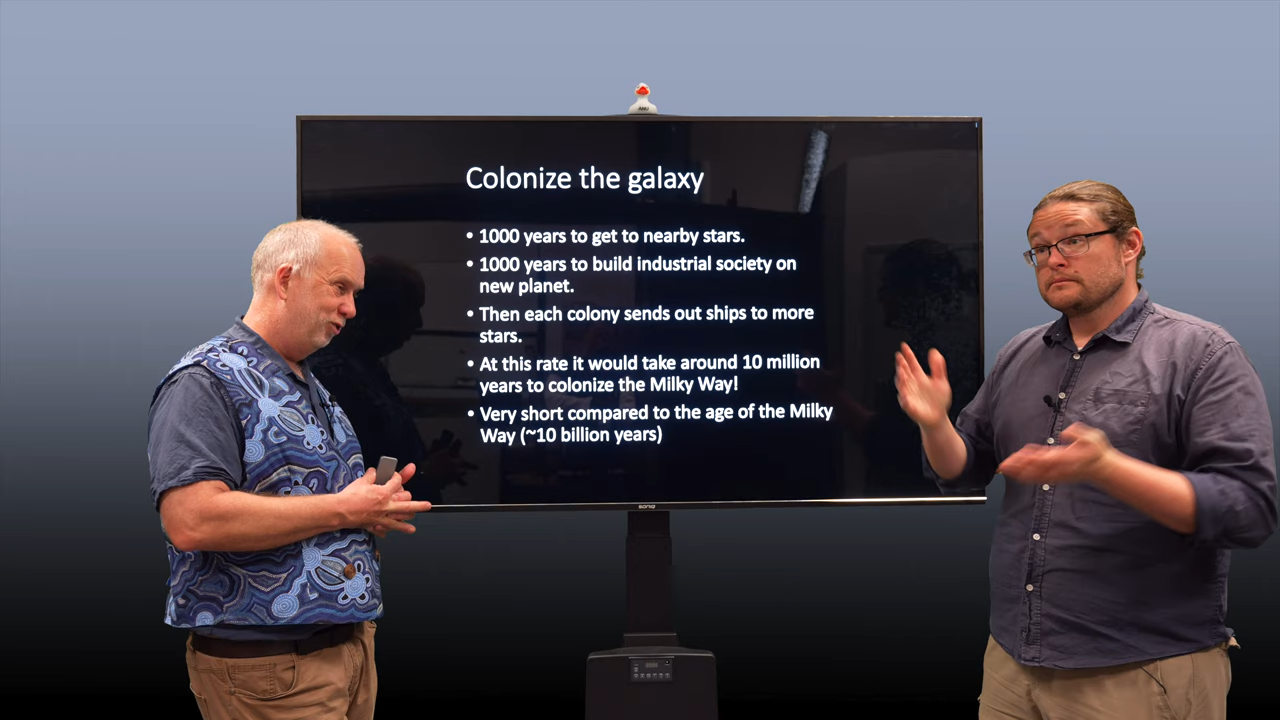 Colonize the galaxy
• 1000 years to get to nearby stars.
• 1000 years to build industrial society on
new planet.
• Then each colony sends out ships to more
stars.
• At this rate it would take around 10 million
years to colonize the Milky Way!
• Very short compared to the age of the Milky
Way (~10 billion years)
soniq